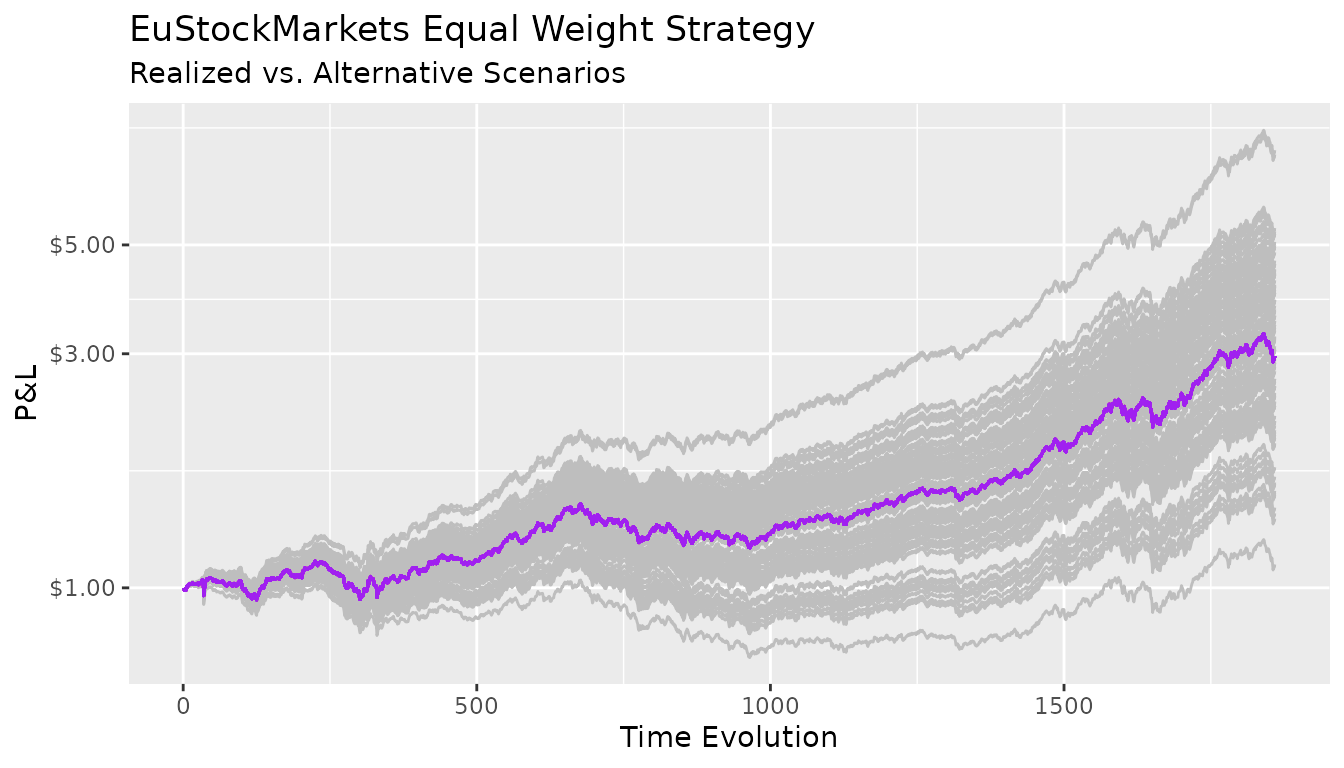 EuStockMarkets Equal Weight Strategy
Realized vs. Alternative Scenarios
P&L
$5.00
$3.00
$1.00
0
500
1000
1500
Time Evolution